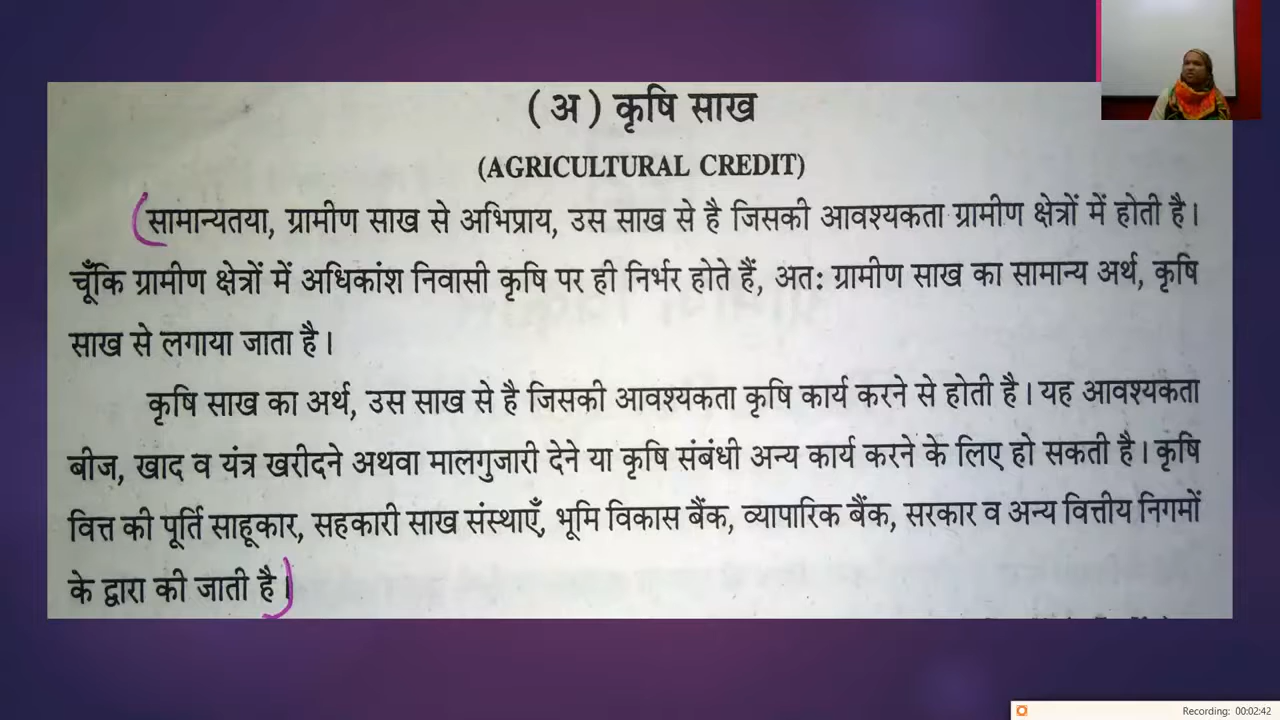 ( अ ) कृषि साख
(AGRICULTURAL CREDIT)
सामान्यतया, ग्रामीण साख से अभिप्राय, उस साख से है जिसकी आवश्यकता ग्रामीण क्षेत्रों में होती है।
चूँकि ग्रामीण क्षेत्रों में अधिकांश निवासी कृषि पर ही निर्भर होते हैं, अतः ग्रामीण साख का सामान्य अर्थ, कृषि
साख से लगाया जाता है।
कृषि साख का अर्थ, उस साख से है जिसकी आवश्यकता कृषि कार्य करने से होती है। यह आवश्यकता
बीज, खाद व यंत्र खरीदने अथवा मालगुजारी देने या कृषि संबंधी अन्य कार्य करने के लिए हो सकती है। कृषि
वित्त की पूर्ति साहूकार, सहकारी साख संस्थाएँ, भूमि विकास बैंक, व्यापारिक बैंक, सरकार व अन्य वित्तीय निगमों
के द्वारा की जाती है।
Recording: 00:02:42